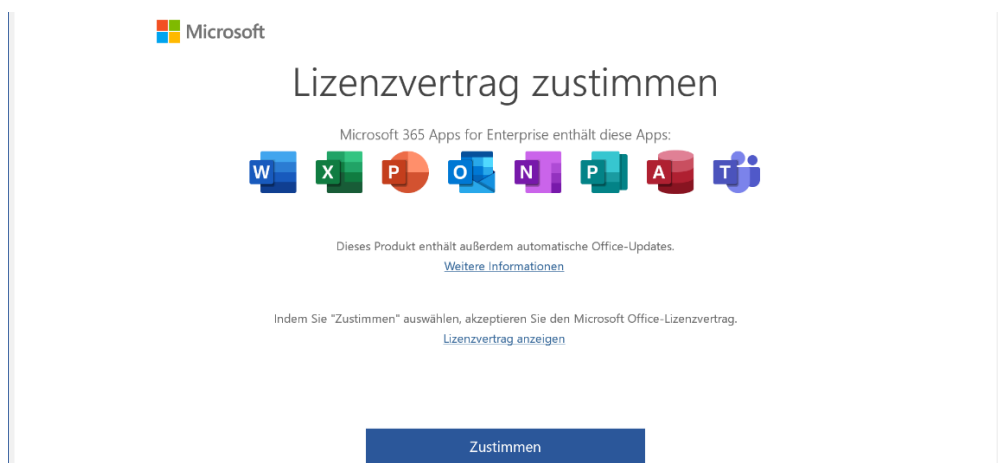 Microsoft
Lizenzvertrag zustimmen
Microsoft 365 Apps for Enterprise enthält diese Apps:
W X P O N P A T
Dieses Produkt enthält außerdem automatische Office-Updates.
Weitere Informationen
Indem Sie "Zustimmen" auswählen, akzeptieren Sie den Microsoft Office-Lizenzvertrag.
Lizenzvertrag anzeigen
Zustimmen